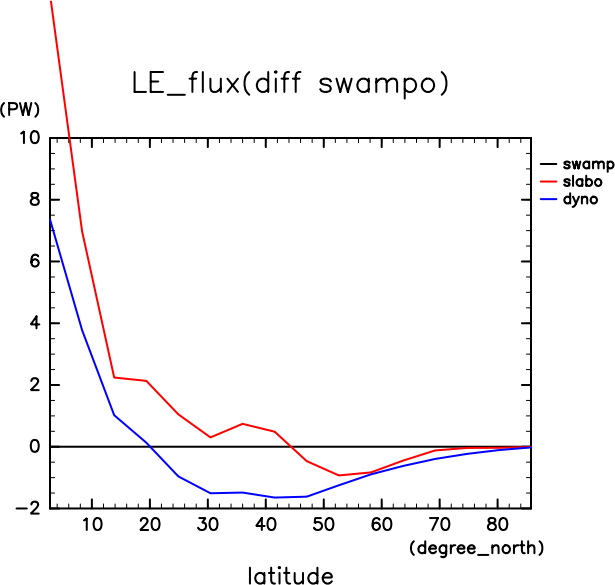 LE_flux(diff swampo)
(PW)
10
8
6
4
2
0
−2
swamp
slabo
dyno
10 20 30 40 50 60 70 80
(degree_north)
latitude